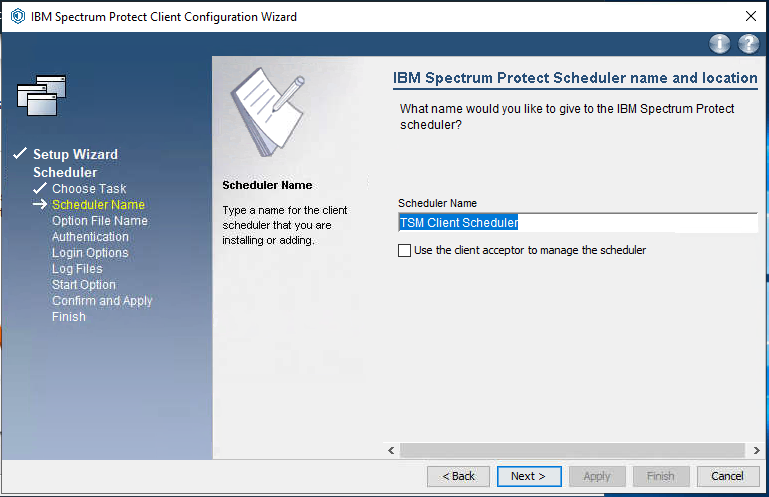 IBM Spectrum Protect Client Configuration Wizard
Setup Wizard
Scheduler
Choose Task
Scheduler Name
Option File Name
Authentication
Login Options
Log Files
Start Option
Confirm and Apply
Finish
Scheduler Name
Type a name for the client
scheduler that you are
installing or adding.
IBM Spectrum Protect Scheduler name and location
What name would you like to give to the IBM Spectrum Protect
scheduler?
Scheduler Name
TSM Client Scheduler
Use the client acceptor to manage the scheduler
< Back
Next >
Apply
Finish
Cancel